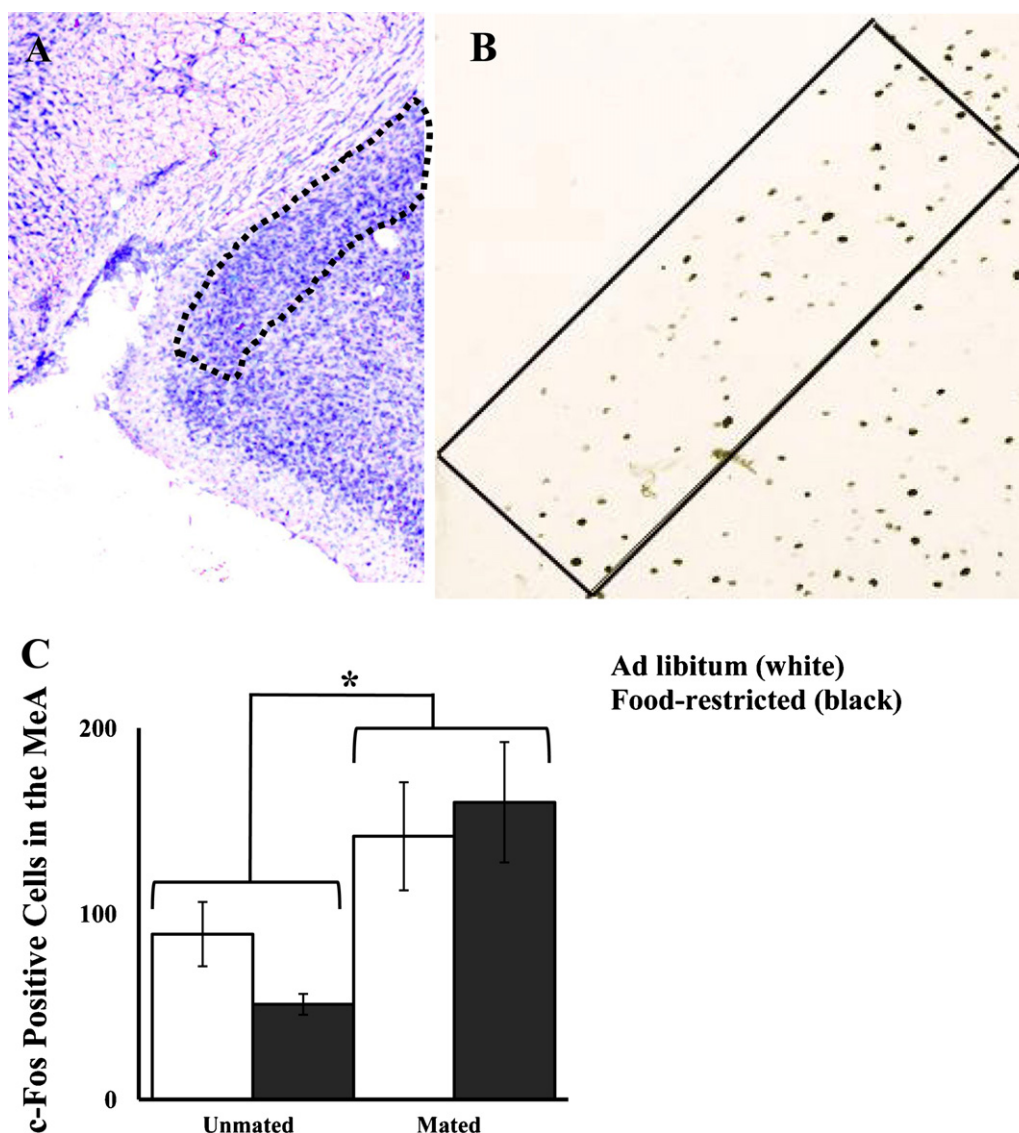 A
B
C
*
Ad libitum (white)
Food-restricted (black)
c-Fos Positive Cells in the MeA
200
100
0
Unmated
Mated